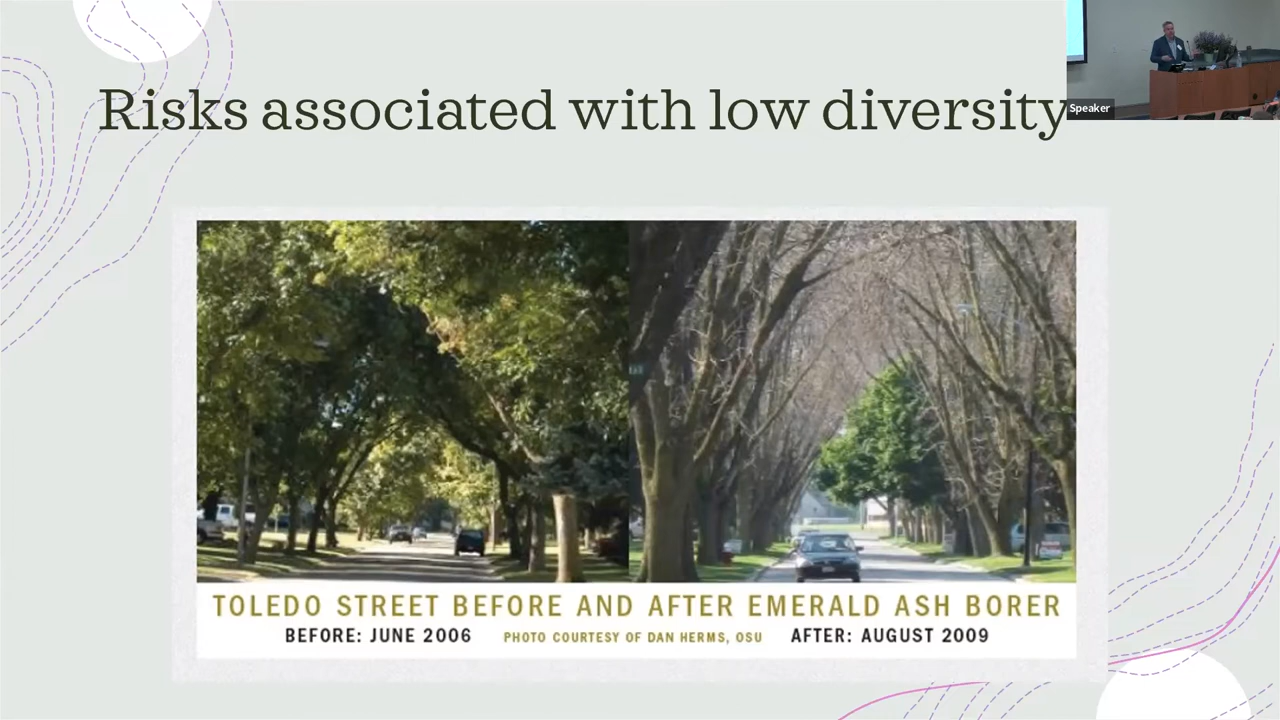 Risks associated with low diversity
Speaker
TOLEDO STREET BEFORE AND AFTER EMERALD ASH BORER
BEFORE: JUNE 2006 PHOTO COURTESY OF DAN HERMS, OSU AFTER: AUGUST 2009